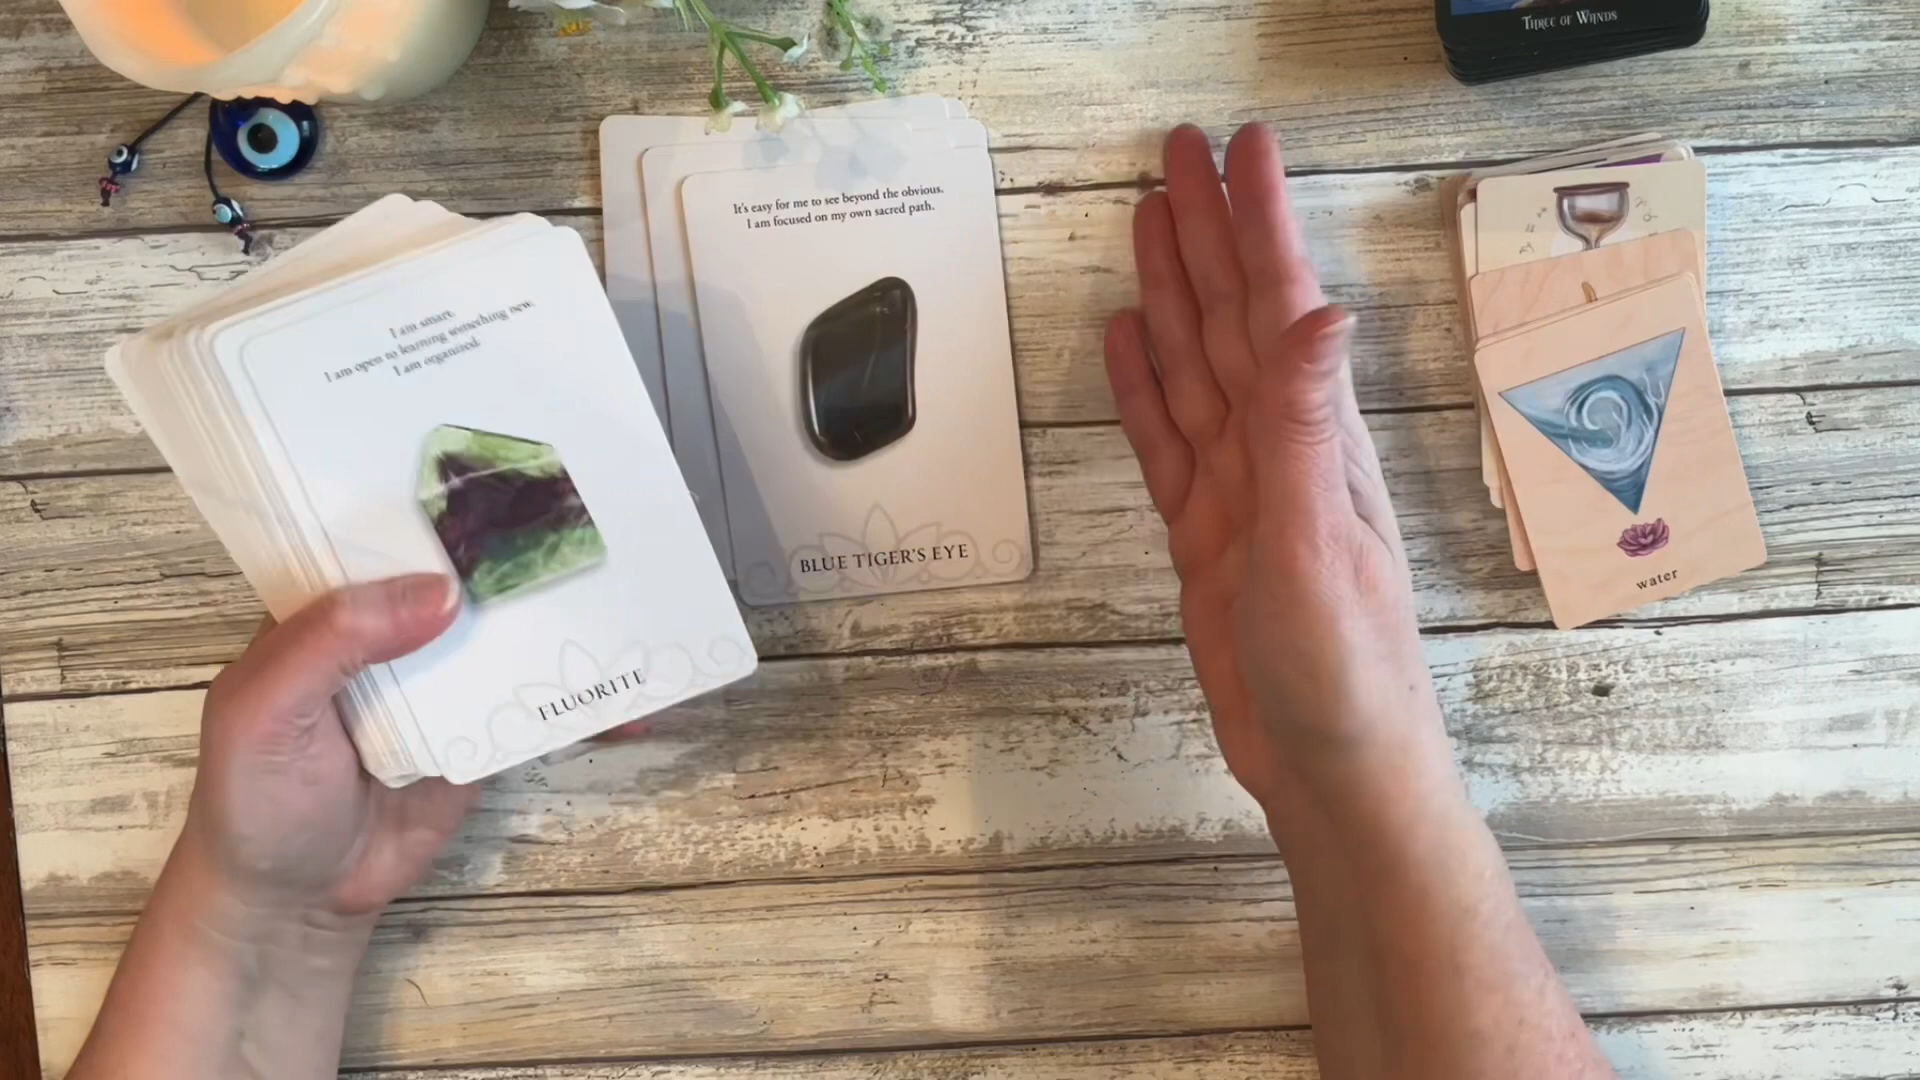 THREE OF WANDS
It's easy for me to see beyond the obvious.
I am focused on my own sacred path.
BLUE TIGER'S EYE
I am smart.
I am open to learning something new.
I am organized.
FLUORITE
water